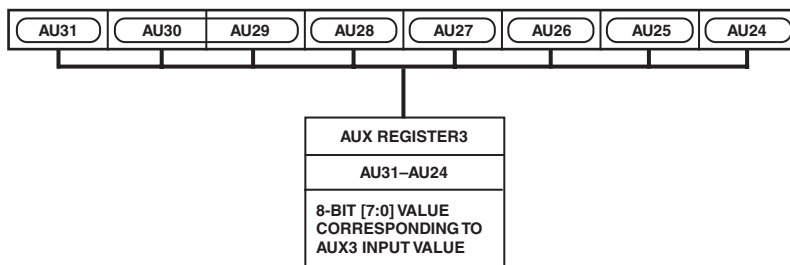 AU31 AU30 AU29 AU28 AU27 AU26 AU25 AU24
AUX REGISTER3
AU31–AU24
8-BIT [7:0] VALUE
CORRESPONDING TO
AUX3 INPUT VALUE